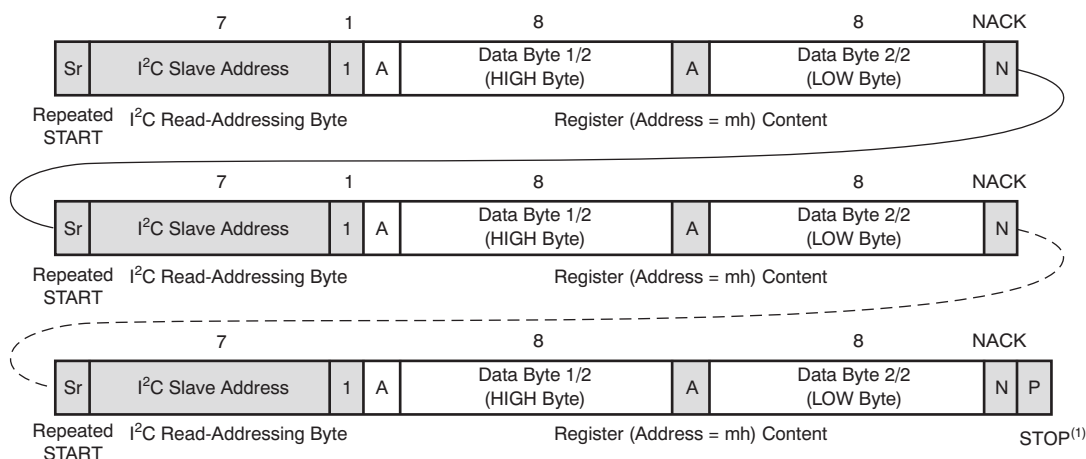 7 1 8 8 NACK
Sr I²C Slave Address 1 A Data Byte 1/2 A Data Byte 2/2 N
(HIGH Byte) (LOW Byte)
Repeated I²C Read-Addressing Byte Register (Address = mh) Content
START
7 1 8 8 NACK
Sr I²C Slave Address 1 A Data Byte 1/2 A Data Byte 2/2 N
(HIGH Byte) (LOW Byte)
Repeated I²C Read-Addressing Byte Register (Address = mh) Content
START
7 1 8 8 NACK
Sr I²C Slave Address 1 A Data Byte 1/2 A Data Byte 2/2 N P
(HIGH Byte) (LOW Byte)
Repeated I²C Read-Addressing Byte Register (Address = mh) Content STOP⁽¹⁾
START